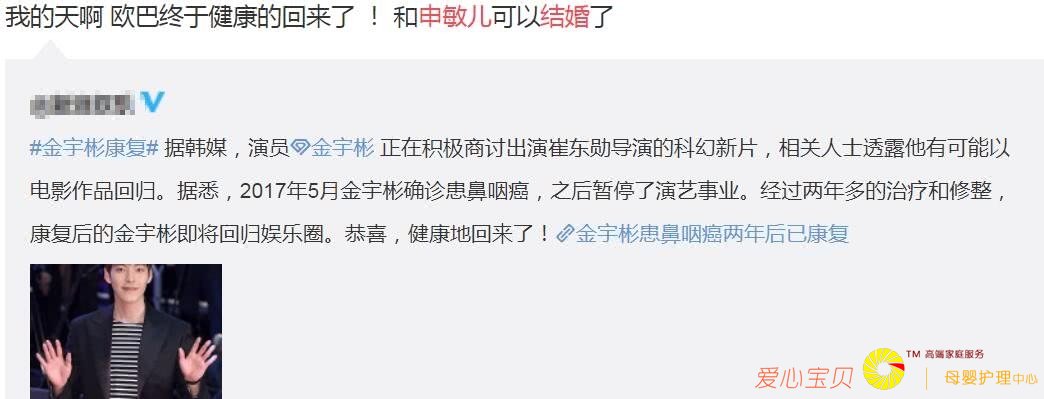 我的天啊 欧巴终于健康的回来了 ！ 和申敏儿可以结婚了
#金宇彬康复# 据韩媒，演员金宇彬 正在积极商讨出演崔东勋导演的科幻新片，相关人士透露他有可能以
电影作品回归。据悉，2017年5月金宇彬确诊患鼻咽癌，之后暂停了演艺事业。经过两年多的治疗和修整，
康复后的金宇彬即将回归娱乐圈。恭喜，健康地回来了！金宇彬患鼻咽癌两年后已康复
爱心宝贝 TM 高端家庭服务
母婴护理中心